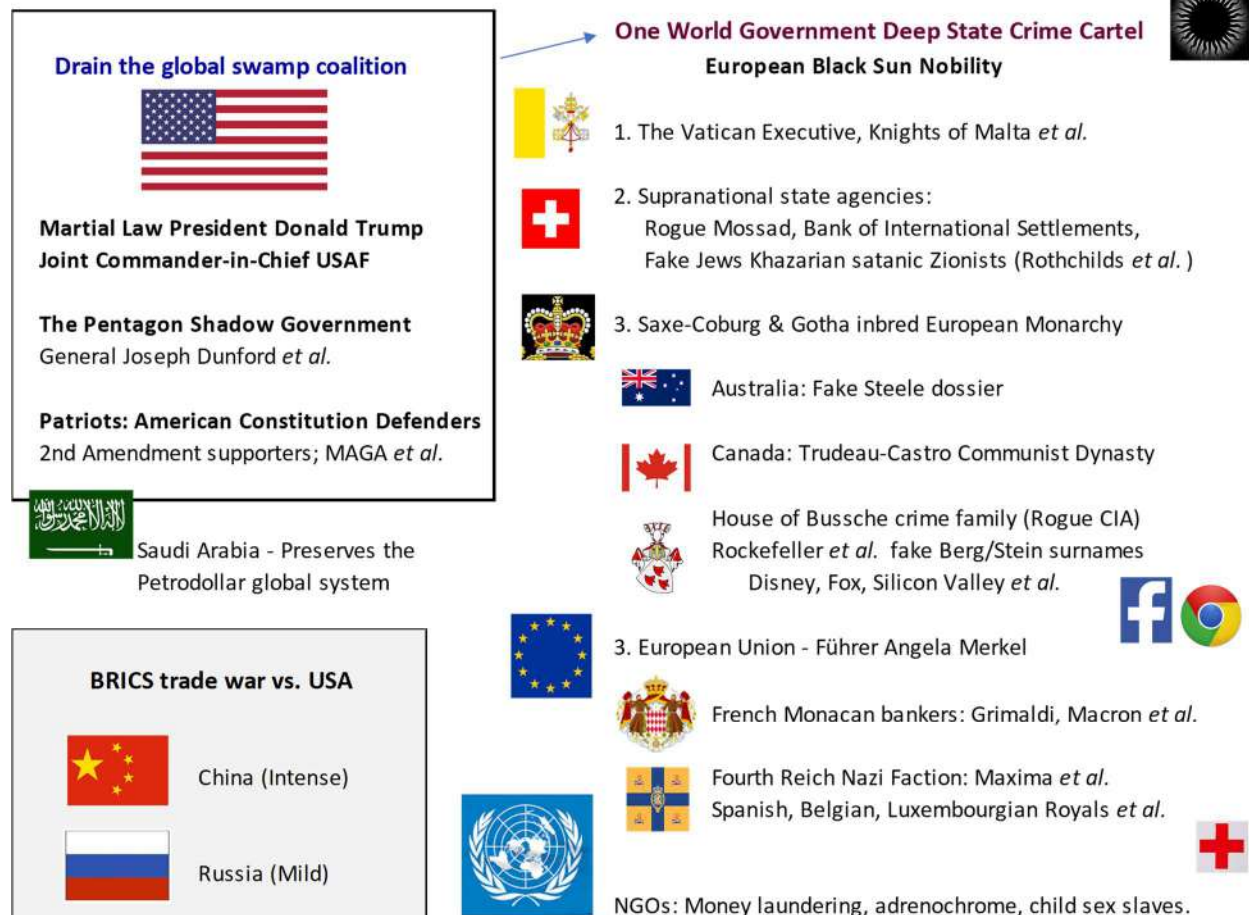 Drain the global swamp coalition
Martial Law President Donald Trump
Joint Commander-in-Chief USAF
The Pentagon Shadow Government
General Joseph Dunford et al.
Patriots: American Constitution Defenders
2nd Amendment supporters; MAGA et al.
Saudi Arabia - Preserves the
Petrodollar global system
BRICS trade war vs. USA
China (Intense)
Russia (Mild)
One World Government Deep State Crime Cartel
European Black Sun Nobility
1. The Vatican Executive, Knights of Malta et al.
2. Supranational state agencies:
Rogue Mossad, Bank of International Settlements,
Fake Jews Khazarian satanic Zionists (Rothchilds et al. )
3. Saxe-Coburg & Gotha inbred European Monarchy
Australia: Fake Steele dossier
Canada: Trudeau-Castro Communist Dynasty
House of Bussche crime family (Rogue CIA)
Rockefeller et al. fake Berg/Stein surnames
Disney, Fox, Silicon Valley et al.
3. European Union - Führer Angela Merkel
French Monacan bankers: Grimaldi, Macron et al.
Fourth Reich Nazi Faction: Maxima et al.
Spanish, Belgian, Luxembourgian Royals et al.
NGOs: Money laundering, adrenochrome, child sex slaves.